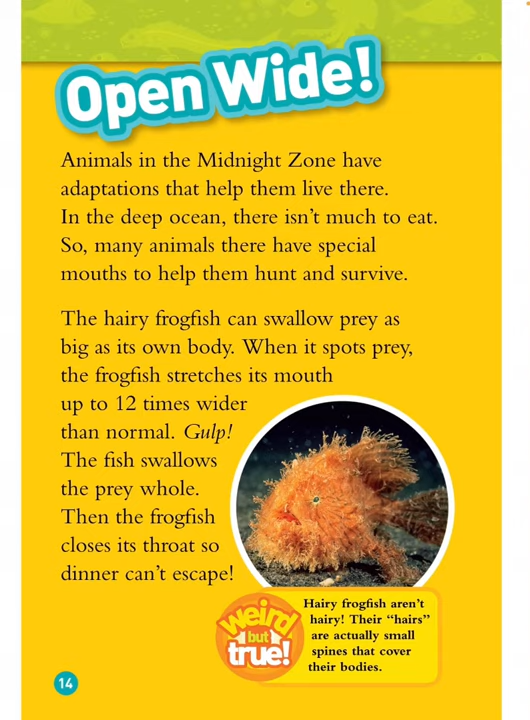 Open Wide!
Animals in the Midnight Zone have
adaptations that help them live there.
In the deep ocean, there isn't much to eat.
So, many animals there have special
mouths to help them hunt and survive.
The hairy frogfish can swallow prey as
big as its own body. When it spots prey,
the frogfish stretches its mouth
up to 12 times wider
than normal. Gulp!
The fish swallows
the prey whole.
Then the frogfish
closes its throat so
dinner can't escape!
Weird
but
true!
Hairy frogfish aren't
hairy! Their “hairs”
are actually small
spines that cover
their bodies.
14